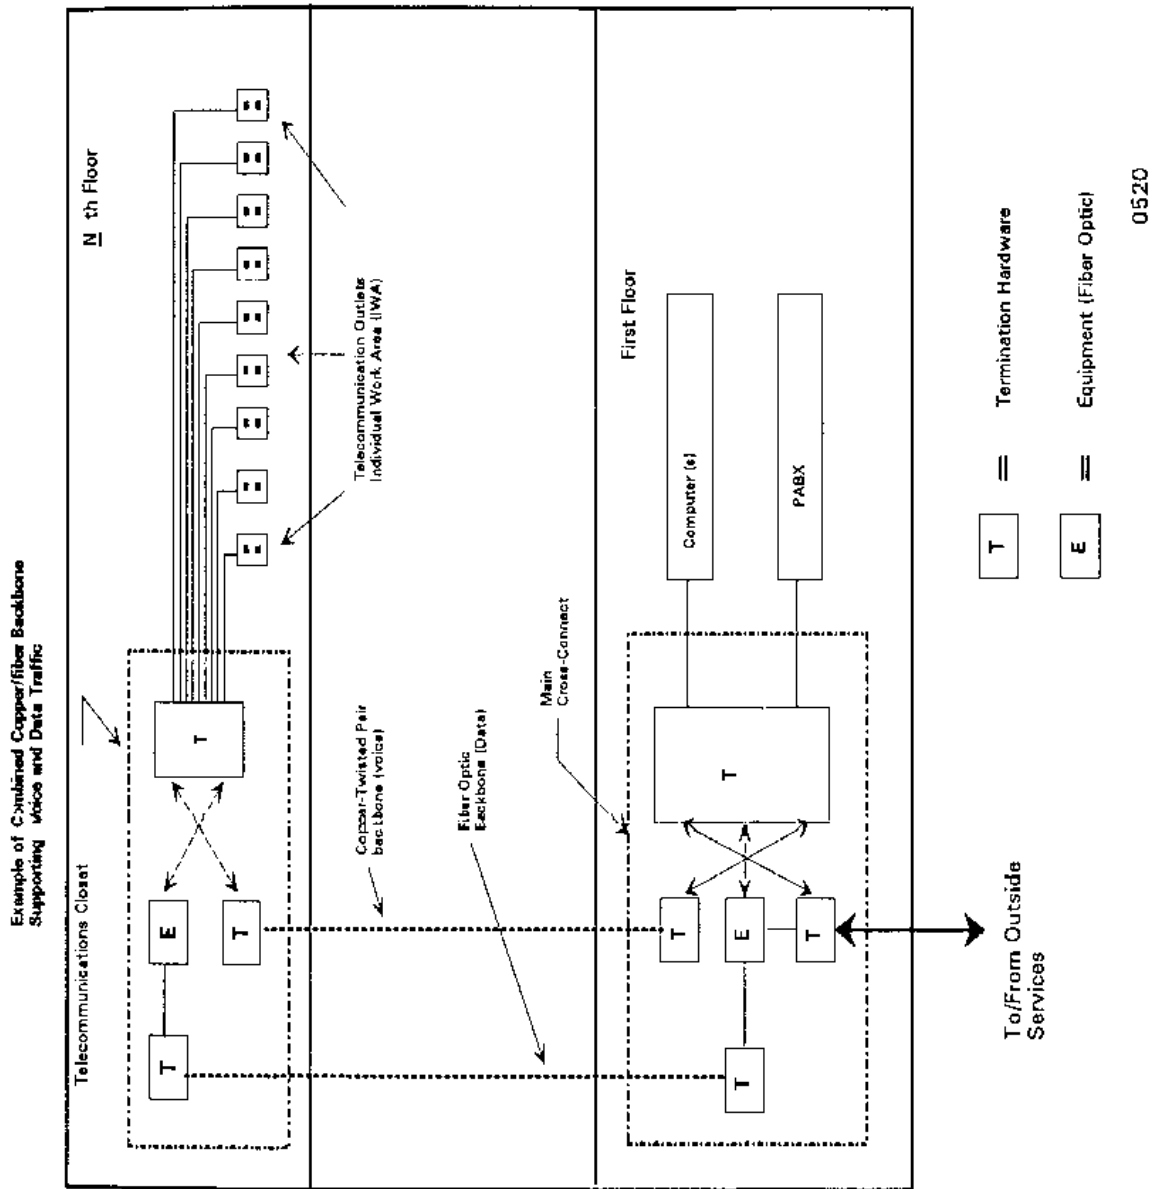 Example of Combined Copper/fiber Backbone
Supporting Voice and Data Traffic
Telecommunications Closet
N th Floor
T
E
T
T
Telecommunication Outlets
Individual Work Area (IWA)
Copper-Twisted Pair
backbone (voice)
Fiber Optic
Backbone (Data)
Main
Cross-Connect
First Floor
T
E
T
T
T
Computer (s)
PABX
To/From Outside
Services
T = Termination Hardware
E = Equipment (Fiber Optic)
0520